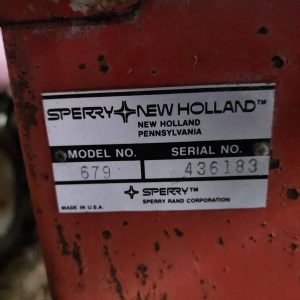 SPERRY NEW HOLLAND™
NEW HOLLAND
PENNSYLVANIA
MODEL NO. SERIAL NO.
679 436183
SPERRY™
SPERRY RAND CORPORATION
MADE IN U.S.A.